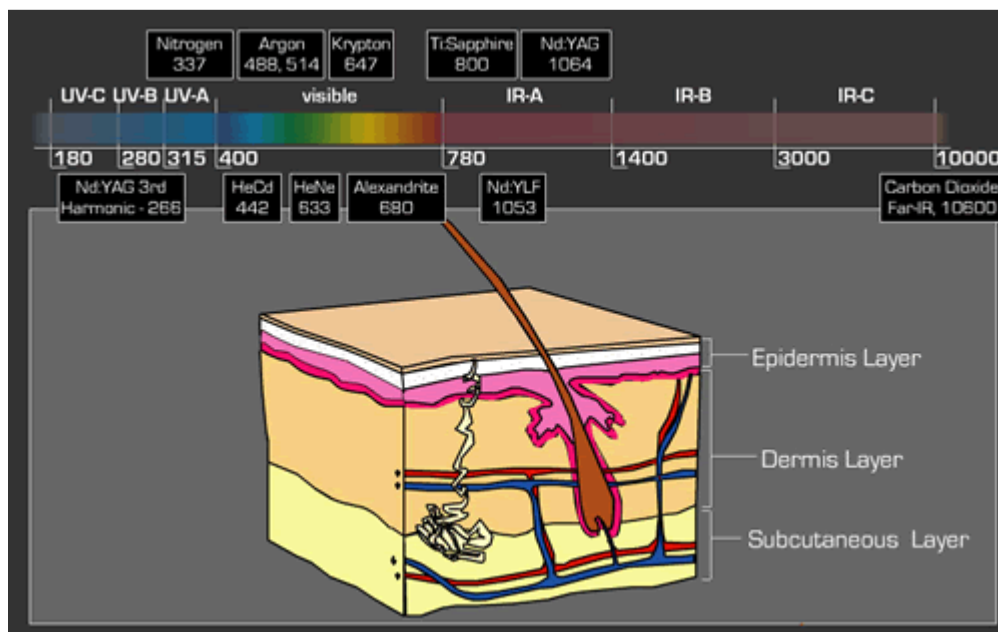 Nitrogen
337
Argon
488, 514
Krypton
647
Ti:Sapphire
800
Nd:YAG
1064
UV-C UV-B UV-A visible IR-A IR-B IR-C
180 280 315 400 780 1400 3000 10000
Nd:YAG 3rd
Harmonic - 266
HeCd
442
HeNe
633
Alexandrite
680
Nd:YLF
1053
Carbon Dioxide
Far-IR, 10600
Epidermis Layer
Dermis Layer
Subcutaneous Layer